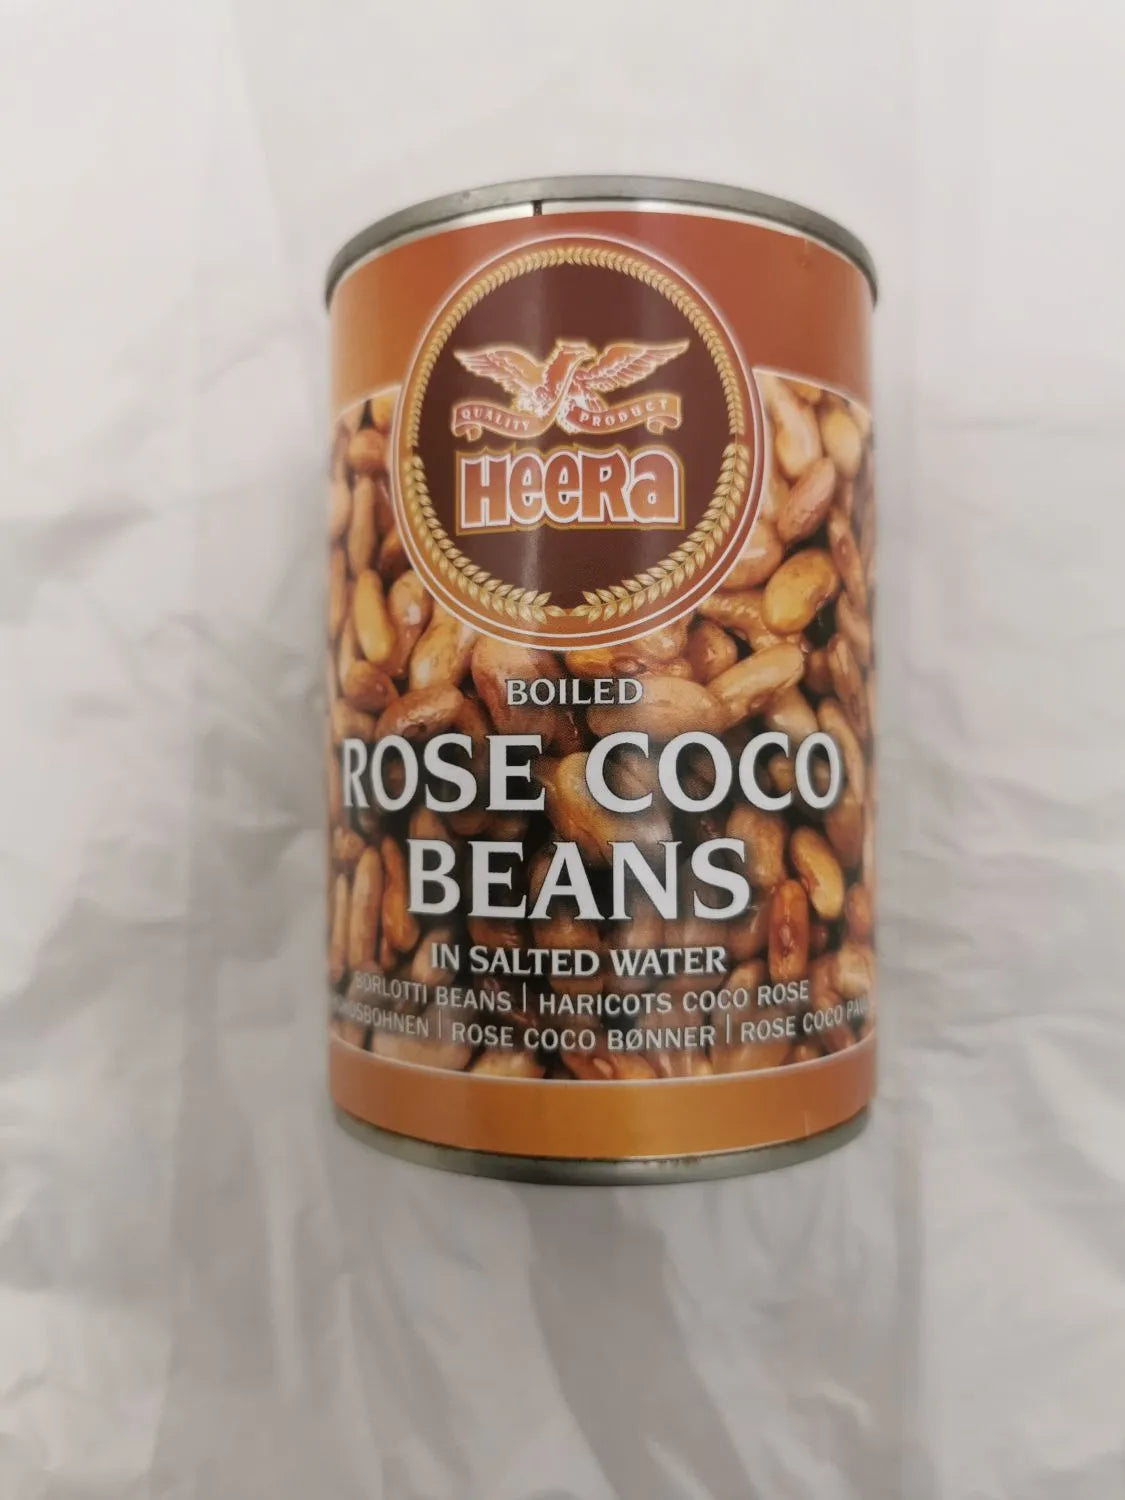 QUALITY PRODUCT
HeeRa
BOILED
ROSE COCO
BEANS
IN SALTED WATER
BORLOTTI BEANS | HARICOTS COCO ROSE
| ROSE COCO BØNNER | ROSE COCO